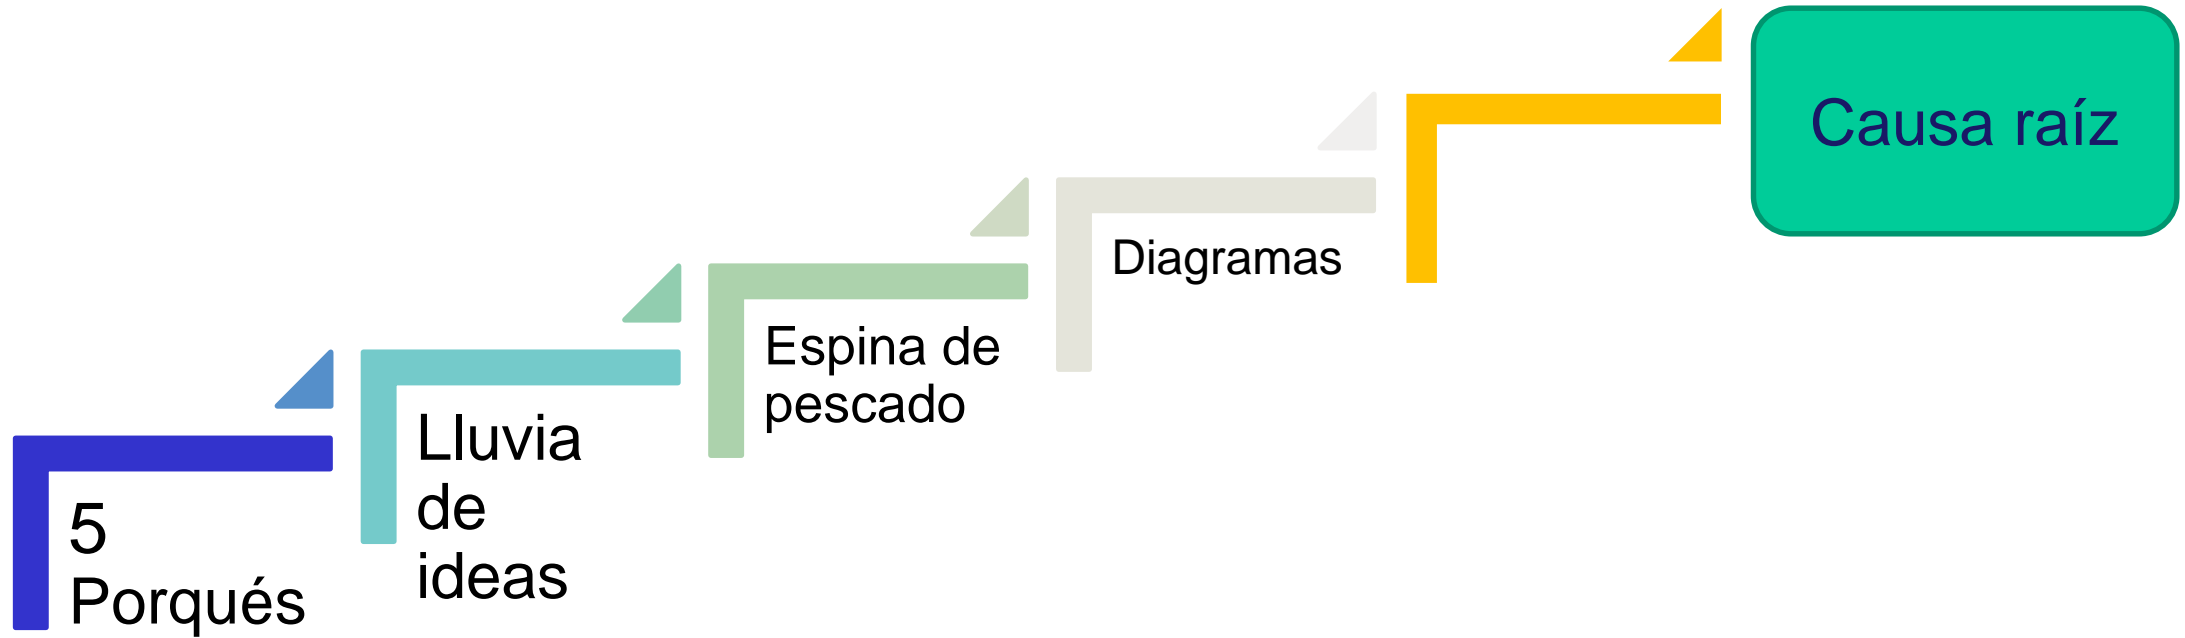 5
Porqués
Lluvia
de
ideas
Espina de
pescado
Diagramas
Causa raíz